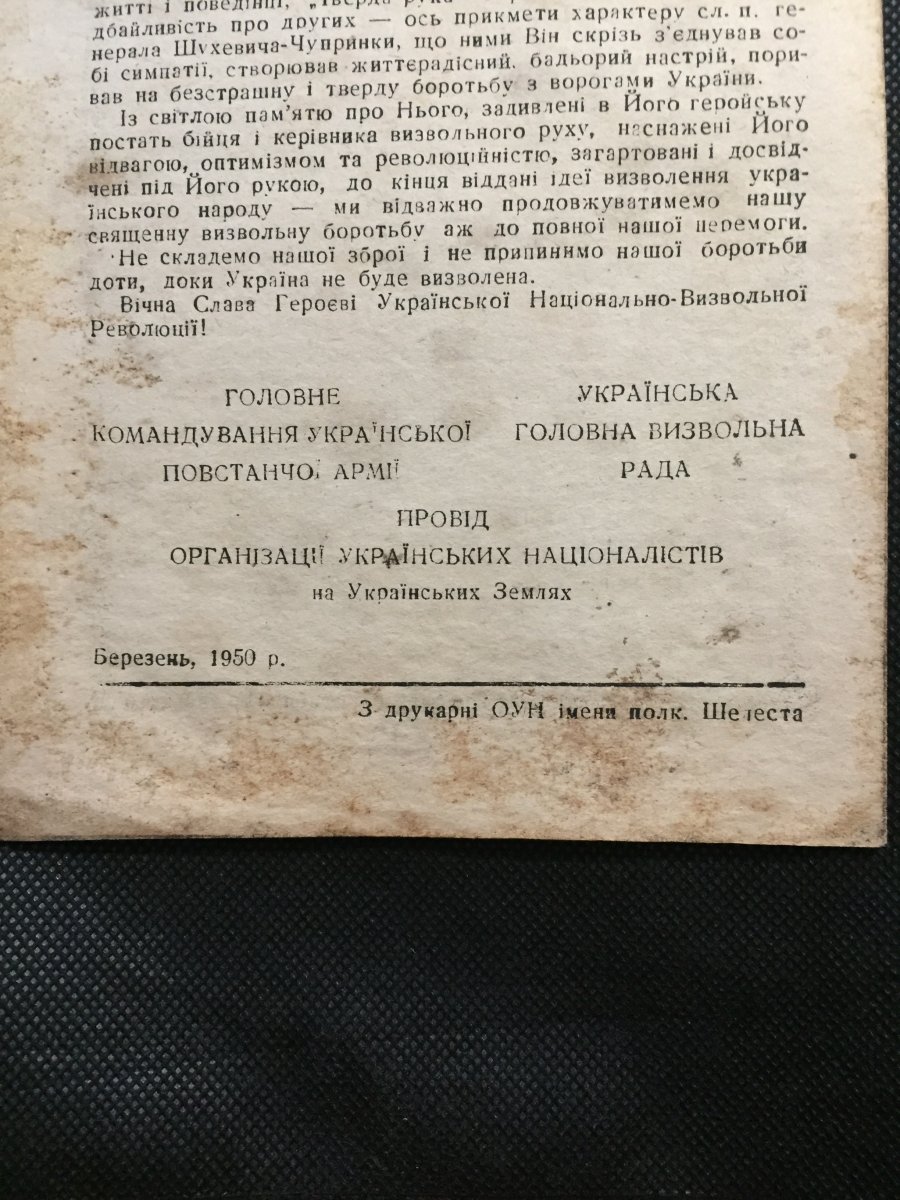 житті і поведінці, „тверда рука
дбайливість про других — ось прикмети характеру сл. п. ге-
нерала Шухевича-Чупринки, що ними Він скрізь з'єднував со-
бі симпатії, створював життєрадісний, бадьорий настрій, пори-
вав на безстрашну і тверду боротьбу з ворогами України.
Із світлою пам'ятю про Нього, задивлені в Його геройську
постать бійця і керівника визвольного руху, наснажені Його
відвагою, оптимізмом та революційністю, загартовані і досвід-
чені під Його рукою, до кінця віддані ідеї визволення укра-
їнського народу — ми відважно продовжуватимемо нашу
священну визвольну боротьбу аж до повної нашої перемоги.
Не складемо нашої зброї і не припинимо нашої боротьби
доти, доки Україна не буде визволена.
Вічна Слава Героєві Української Національно-Визвольної
Революції!
ГОЛОВНЕ
КОМАНДУВАННЯ УКРАЇНСЬКОЇ
ПОВСТАНЧОЇ АРМІЇ
УКРАЇНСЬКА
ГОЛОВНА ВИЗВОЛЬНА
РАДА
ПРОВІД
ОРГАНІЗАЦІЇ УКРАЇНСЬКИХ НАЦІОНАЛІСТІВ
на Українських Землях
Березень, 1950 р.
З друкарні ОУН імени полк. Шелеста